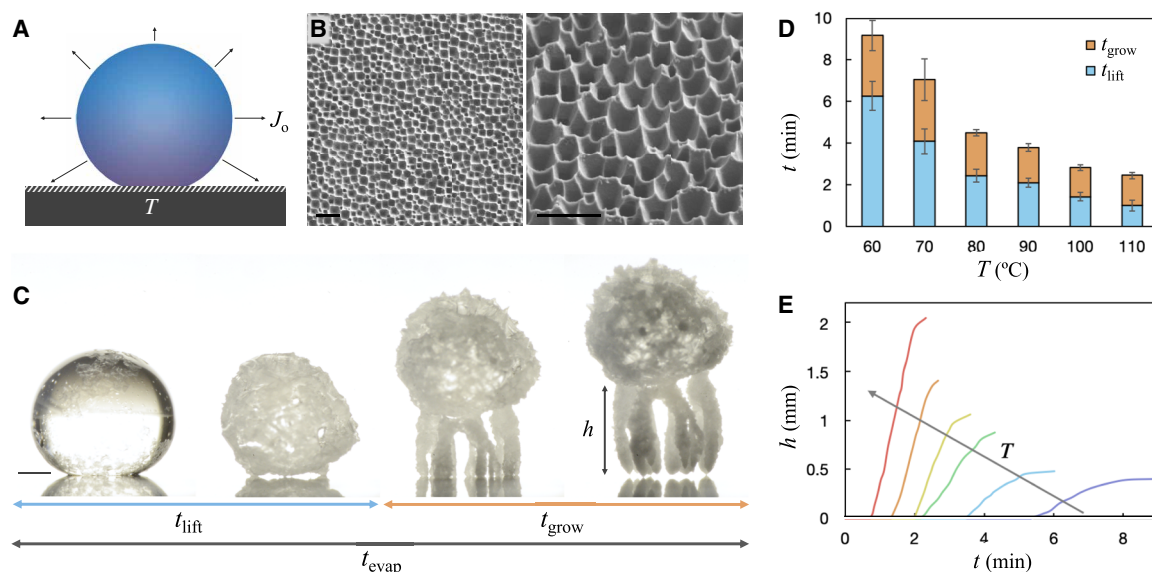 A
J₀
T
B
C
h
t_lift
t_grow
t_evap
D
10
8
6
4
2
0
t (min)
t_grow
t_lift
60 70 80 90 100 110
T (ºC)
E
2
1.5
1
0.5
0
h (mm)
T
0 2 4 6 8
t (min)